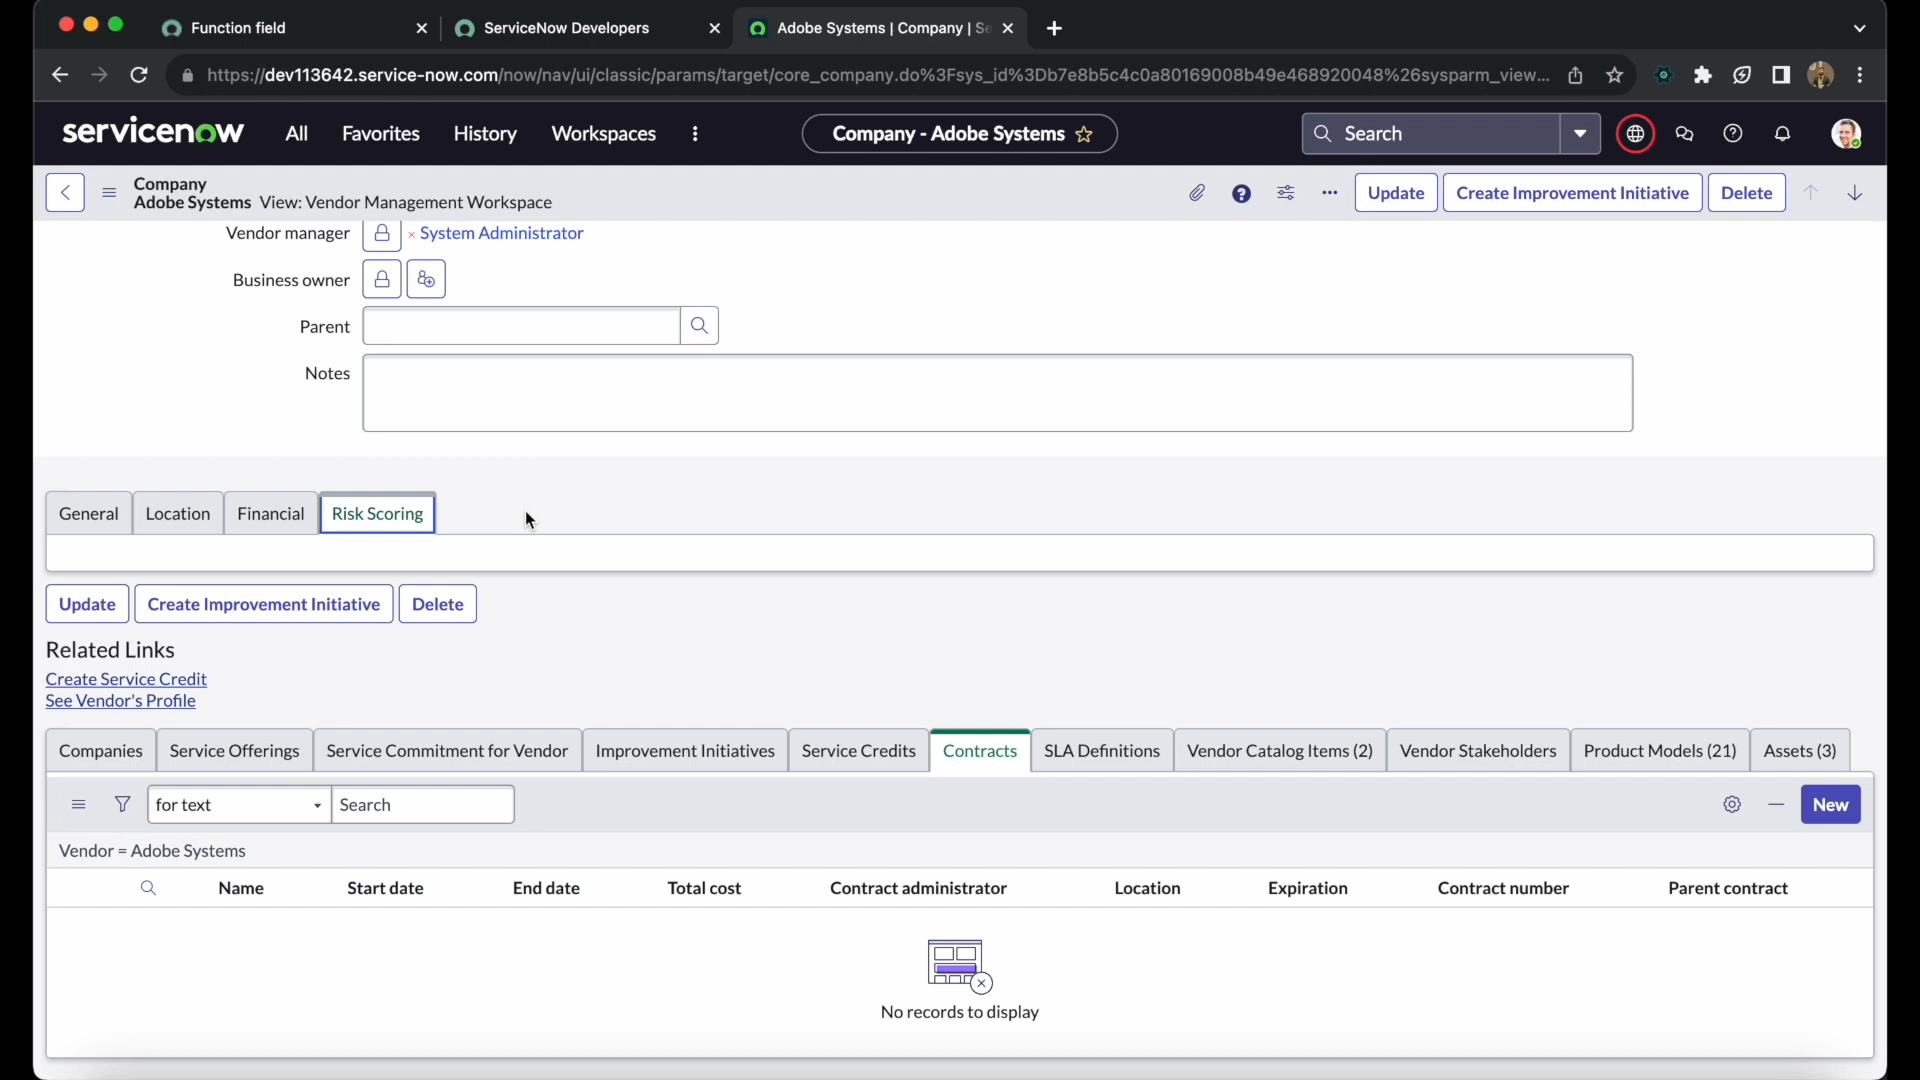 Function field
ServiceNow Developers
Adobe Systems | Company | Se
https://dev113642.service-now.com/now/nav/ui/classic/params/target/core_company.do%3Fsys_id%3Db7e8b5c4c0a80169008b49e468920048%26sysparm_view...
servicenow
All
Favorites
History
Workspaces
Company - Adobe Systems
Search
Company
Adobe Systems View: Vendor Management Workspace
Update
Create Improvement Initiative
Delete
Vendor manager
System Administrator
Business owner
Parent
Notes
General
Location
Financial
Risk Scoring
Update
Create Improvement Initiative
Delete
Related Links
Create Service Credit
See Vendor's Profile
Companies
Service Offerings
Service Commitment for Vendor
Improvement Initiatives
Service Credits
Contracts
SLA Definitions
Vendor Catalog Items (2)
Vendor Stakeholders
Product Models (21)
Assets (3)
for text
Search
New
Vendor = Adobe Systems
Name
Start date
End date
Total cost
Contract administrator
Location
Expiration
Contract number
Parent contract
No records to display